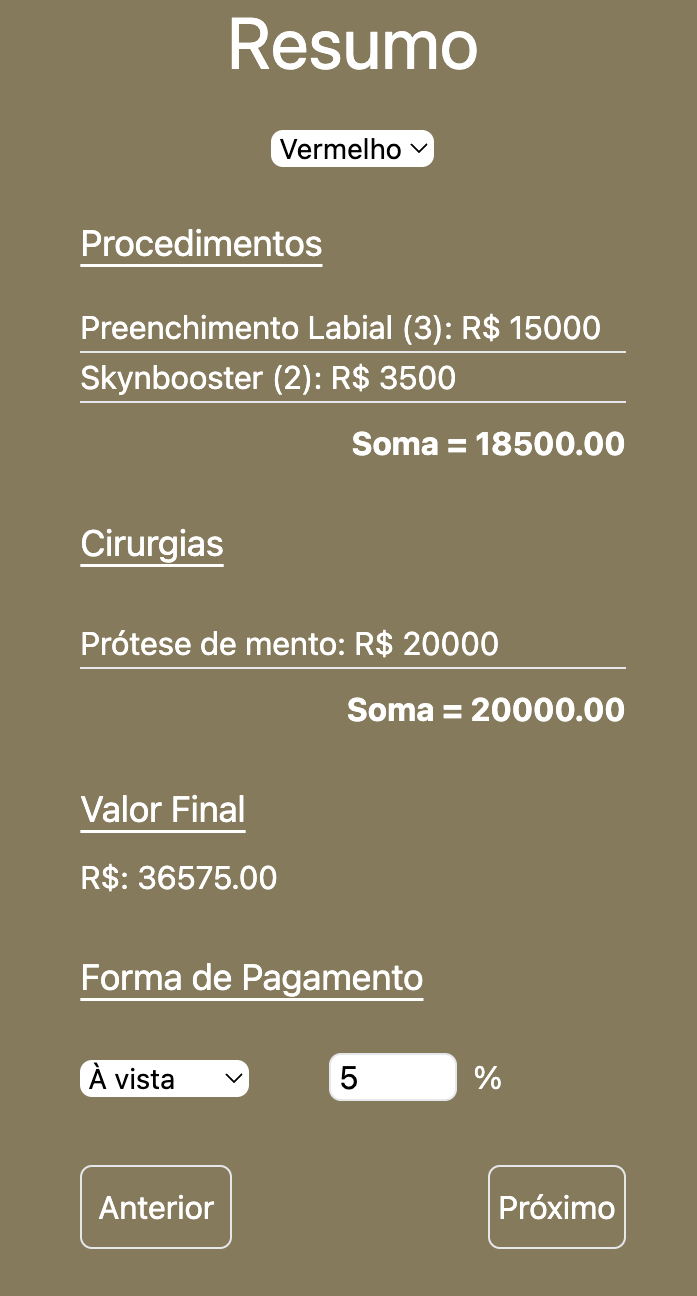 Resumo
Vermelho
Procedimentos
Preenchimento Labial (3): R$ 15000
Skynbooster (2): R$ 3500
Soma = 18500.00
Cirurgias
Prótese de mento: R$ 20000
Soma = 20000.00
Valor Final
R$: 36575.00
Forma de Pagamento
À vista 5 %
Anterior Próximo